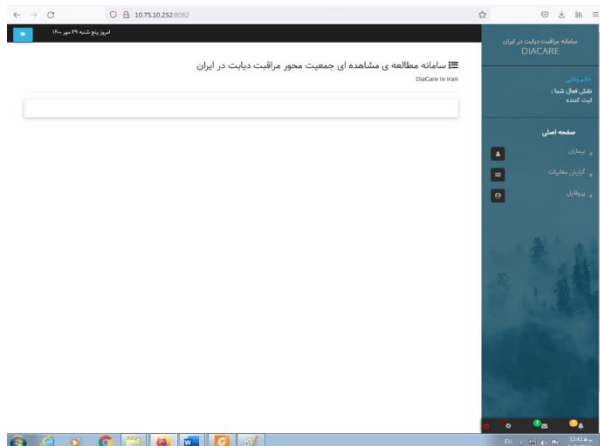 10.75.10.252:8082
امروز پنج شنبه ۲۹ مهر ۱۴۰۰
سامانه مراقبت دیابت در ایران
DIACARE
سامانه مطالعه ی مشاهده ای جمعیت محور مراقبت دیابت در ایران
DiaCare in Iran
نقش فعال شما :
ثبت کننده
صفحه اصلی
بیماران
گزارش مغایرات
پروفایل
EN